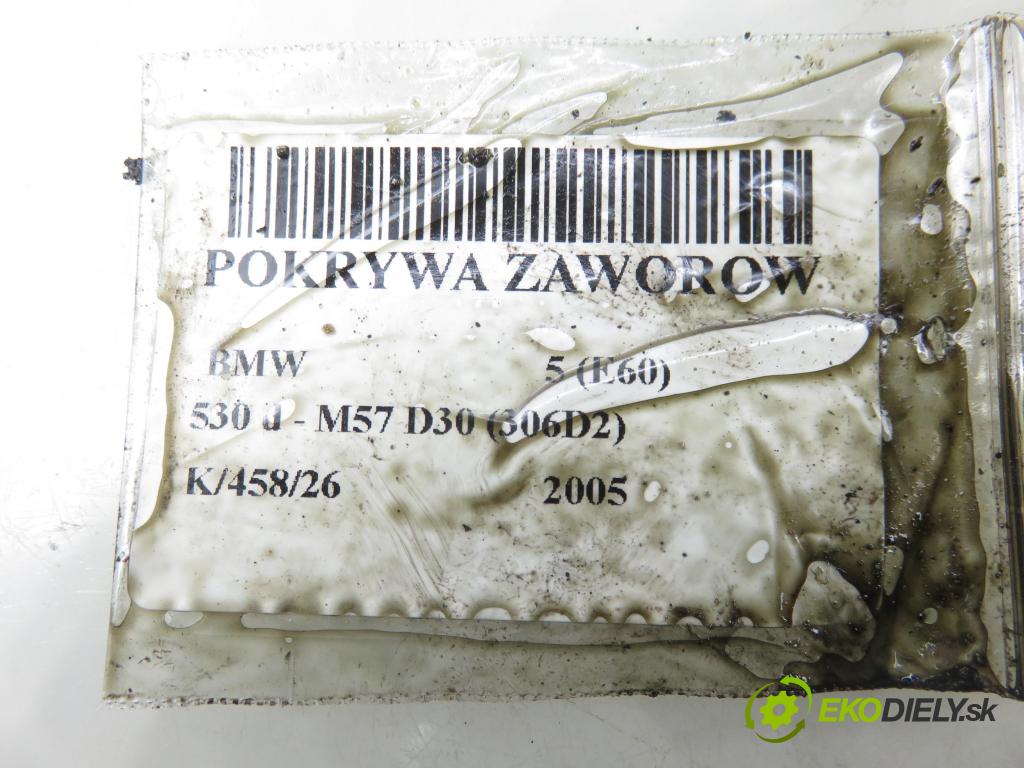 POKRYWA ZAWOROW
BMW 5 (E60)
530 d - M57 D30 (306D2)
K/458/26 2005
EKODIELY.sk